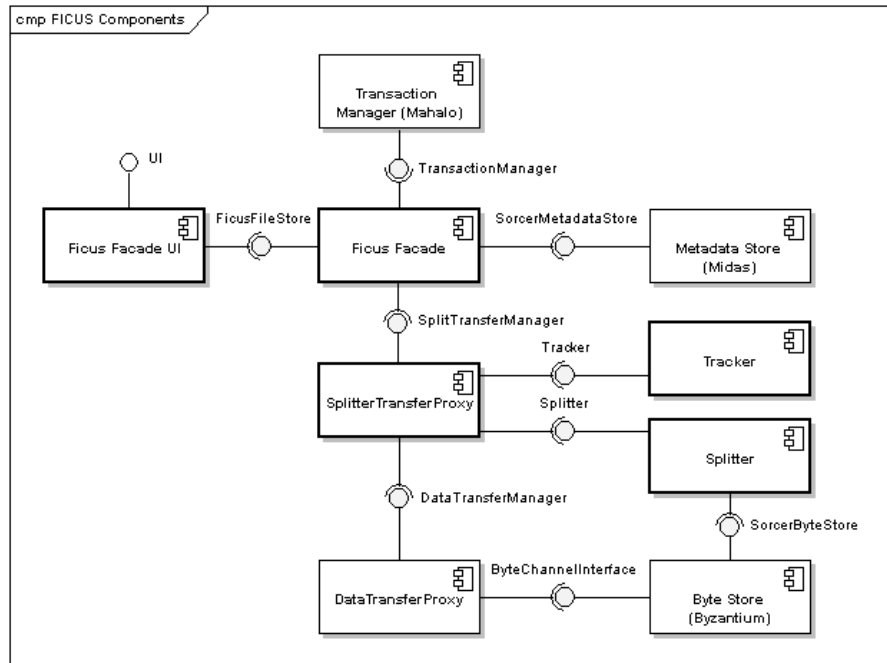 cmp FICUS Components
Transaction
Manager (Mahalo)
UI
TransactionManager
Ficus Facade UI
FicusFileStore
Ficus Facade
SorcerMetadataStore
Metadata Store
(Midas)
SplitTransferManager
SplitterTransferProxy
Tracker
Tracker
Splitter
Splitter
DataTransferManager
SorcerByteStore
DataTransferProxy
ByteChannelInterface
Byte Store
(Byzantium)